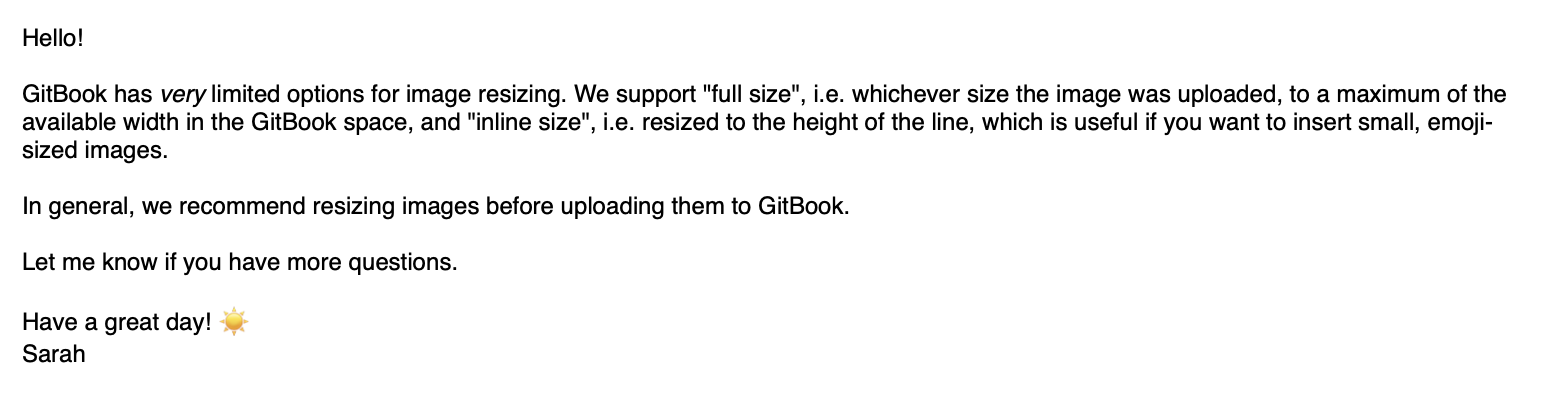 Hello!
GitBook has very limited options for image resizing. We support "full size", i.e. whichever size the image was uploaded, to a maximum of the
available width in the GitBook space, and "inline size", i.e. resized to the height of the line, which is useful if you want to insert small, emoji-
sized images.
In general, we recommend resizing images before uploading them to GitBook.
Let me know if you have more questions.
Have a great day! ☀️
Sarah